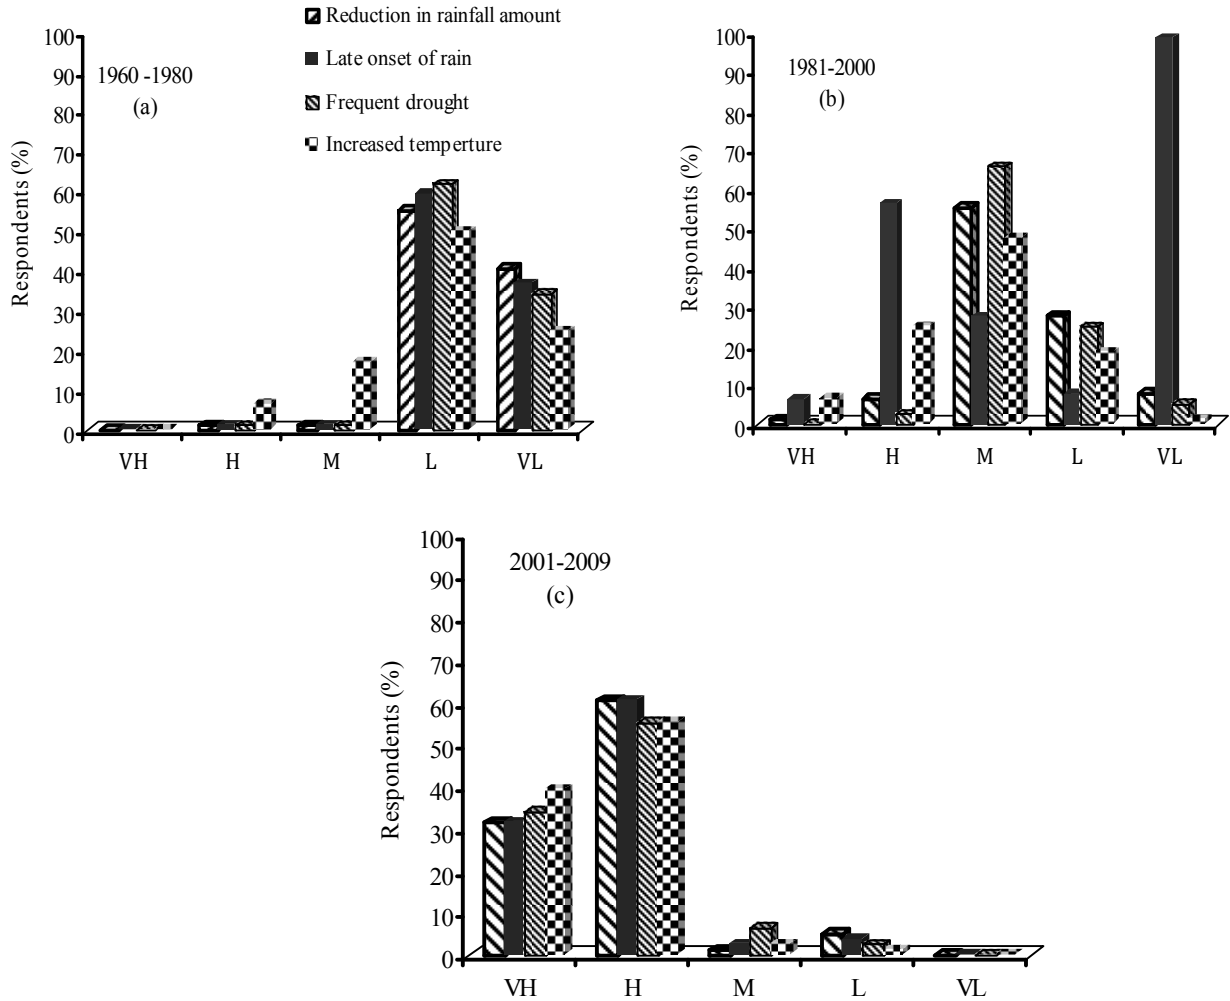 Reduction in rainfall amount
Late onset of rain
Frequent drought
Increased temperture
1960 -1980
(a)
Respondents (%)
100
90
80
70
60
50
40
30
20
10
0
VH H M L VL
1981-2000
(b)
Respondents (%)
100
90
80
70
60
50
40
30
20
10
0
VH H M L VL
2001-2009
(c)
Respondents (%)
100
90
80
70
60
50
40
30
20
10
0
VH H M L VL